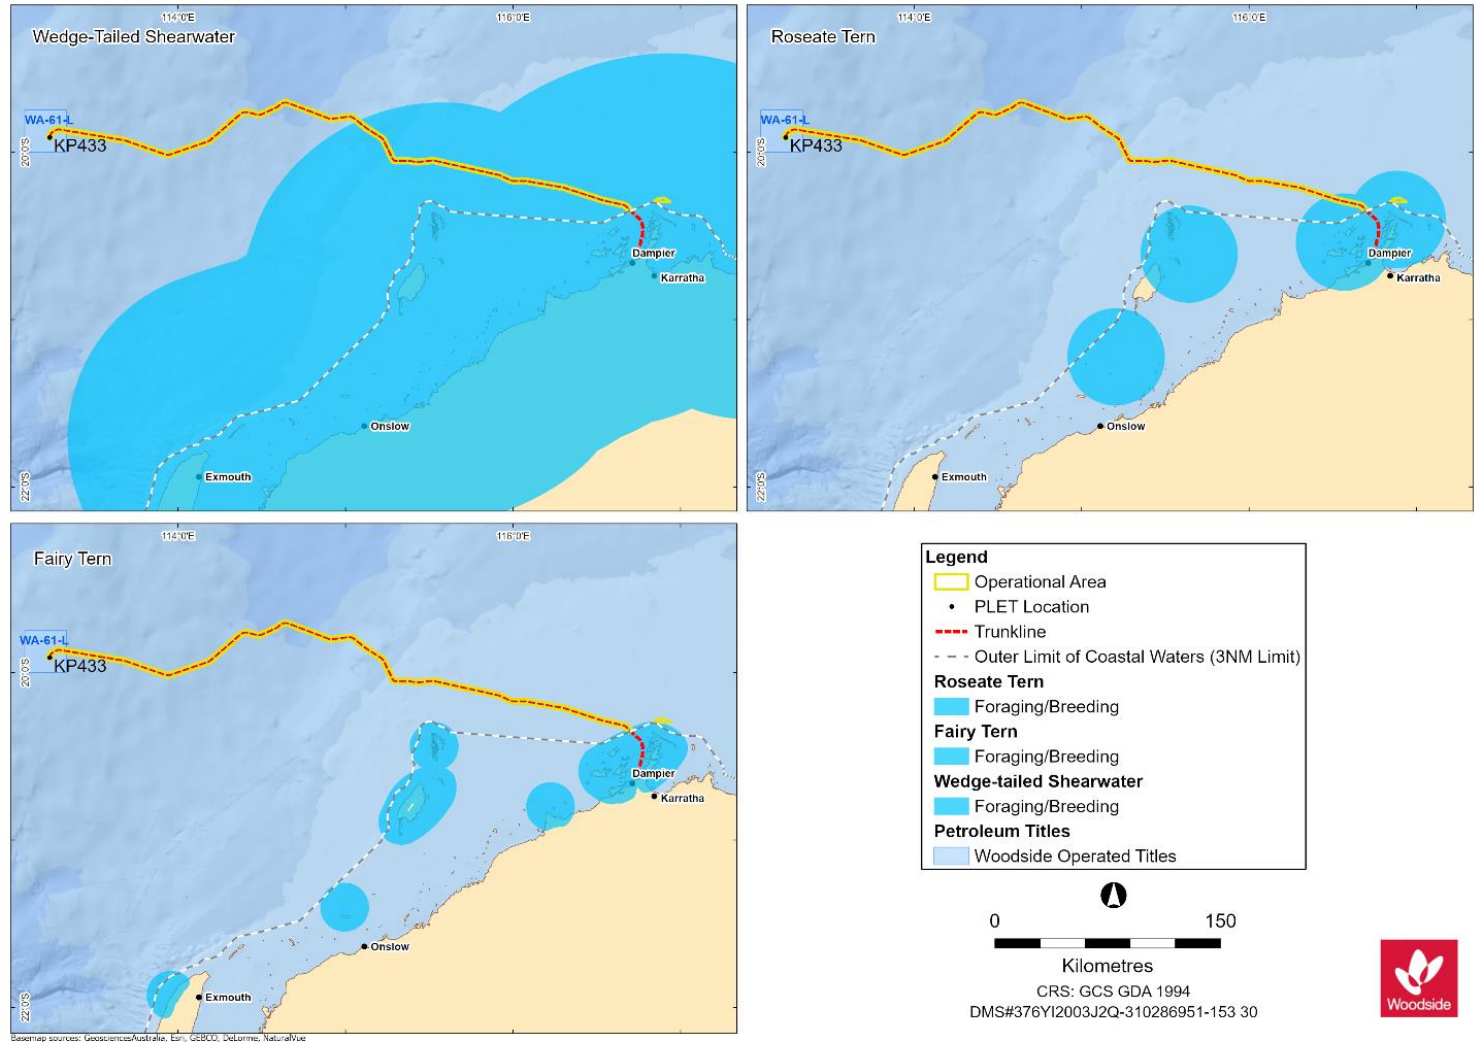 114°0'E
116°0'E
Wedge-Tailed Shearwater
WA-61-L
KP433
20°0'S
Dampier
Karratha
Onslow
Exmouth
22°0'S
114°0'E
116°0'E
Roseate Tern
WA-61-L
KP433
20°0'S
Dampier
Karratha
Onslow
Exmouth
22°0'S
114°0'E
116°0'E
Fairy Tern
WA-61-L
KP433
20°0'S
Dampier
Karratha
Onslow
Exmouth
22°0'S
Basemap sources: GeosciencesAustralia, Esri, GEBCO, DeLorme, NaturalVue
Legend
Operational Area
PLET Location
Trunkline
Outer Limit of Coastal Waters (3NM Limit)
Roseate Tern
Foraging/Breeding
Fairy Tern
Foraging/Breeding
Wedge-tailed Shearwater
Foraging/Breeding
Petroleum Titles
Woodside Operated Titles
0 150
Kilometres
CRS: GCS GDA 1994
DMS#376YI2003J2Q-310286951-153 30
Woodside